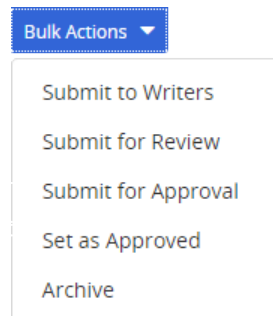 Bulk Actions
Submit to Writers
Submit for Review
Submit for Approval
Set as Approved
Archive